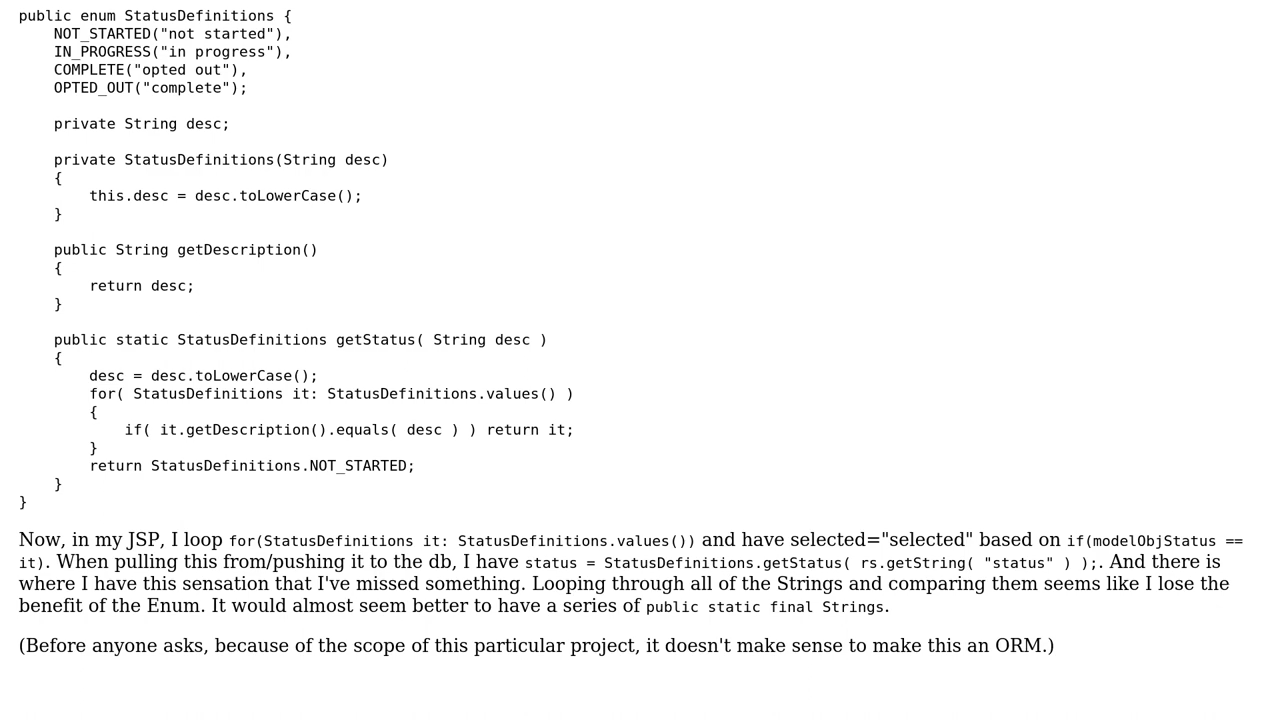 public enum StatusDefinitions {
    NOT_STARTED("not started"),
    IN_PROGRESS("in progress"),
    COMPLETE("opted out"),
    OPTED_OUT("complete");

    private String desc;

    private StatusDefinitions(String desc)
    {
        this.desc = desc.toLowerCase();
    }

    public String getDescription()
    {
        return desc;
    }

    public static StatusDefinitions getStatus( String desc )
    {
        desc = desc.toLowerCase();
        for( StatusDefinitions it: StatusDefinitions.values() )
        {
            if( it.getDescription().equals( desc ) ) return it;
        }
        return StatusDefinitions.NOT_STARTED;
    }
}

Now, in my JSP, I loop for(StatusDefinitions it: StatusDefinitions.values()) and have selected="selected" based on if(modelObjStatus ==
it). When pulling this from/pushing it to the db, I have status = StatusDefinitions.getStatus( rs.getString( "status" ) );. And there is
where I have this sensation that I've missed something. Looping through all of the Strings and comparing them seems like I lose the
benefit of the Enum. It would almost seem better to have a series of public static final Strings.

(Before anyone asks, because of the scope of this particular project, it doesn't make sense to make this an ORM.)